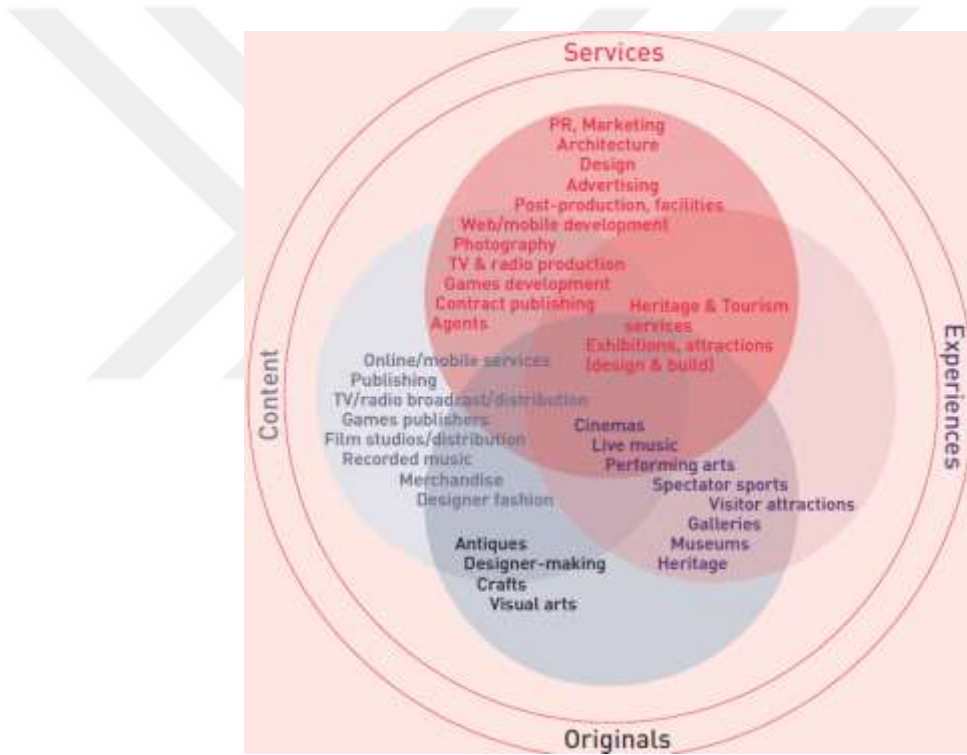 Services
PR, Marketing
Architecture
Design
Advertising
Post-production, facilities
Web/mobile development
Photography
TV & radio production
Games development
Contract publishing
Agents
Heritage & Tourism
services
Exhibitions, attractions
(design & build)
Content
Online/mobile services
Publishing
TV/radio broadcast/distribution
Games publishers
Film studios/distribution
Recorded music
Merchandise
Designer fashion
Experiences
Cinemas
Live music
Performing arts
Spectator sports
Visitor attractions
Galleries
Museums
Heritage
Antiques
Designer-making
Crafts
Visual arts
Originals